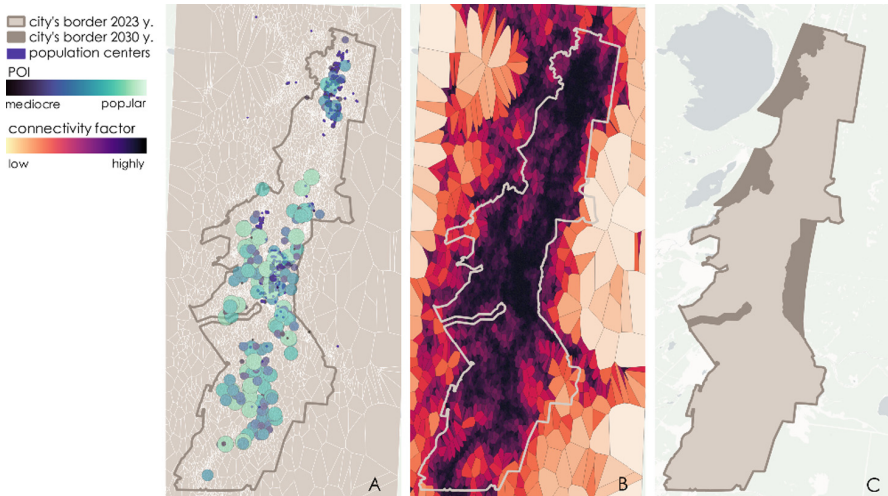 city's border 2023 y.
city's border 2030 y.
population centers
POI
mediocre popular
connectivity factor
low highly
A
B
C